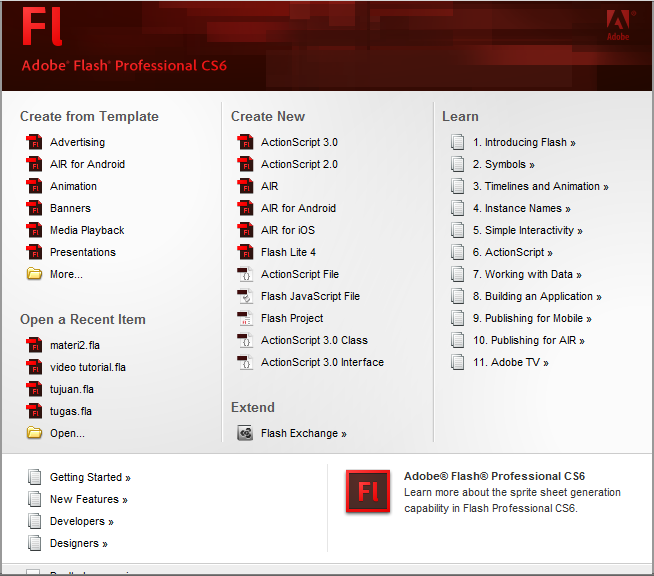 Fl
Adobe® Flash® Professional CS6
Adobe
Create from Template
Advertising
AIR for Android
Animation
Banners
Media Playback
Presentations
More...
Open a Recent Item
materi2.fla
video tutorial.fla
tujuan.fla
tugas.fla
Open...
Create New
ActionScript 3.0
ActionScript 2.0
AIR
AIR for Android
AIR for iOS
Flash Lite 4
ActionScript File
Flash JavaScript File
Flash Project
ActionScript 3.0 Class
ActionScript 3.0 Interface
Extend
Flash Exchange »
Learn
1. Introducing Flash »
2. Symbols »
3. Timelines and Animation »
4. Instance Names »
5. Simple Interactivity »
6. ActionScript »
7. Working with Data »
8. Building an Application »
9. Publishing for Mobile »
10. Publishing for AIR »
11. Adobe TV »
Getting Started »
New Features »
Developers »
Designers »
Fl
Adobe® Flash® Professional CS6
Learn more about the sprite sheet generation
capability in Flash Professional CS6.